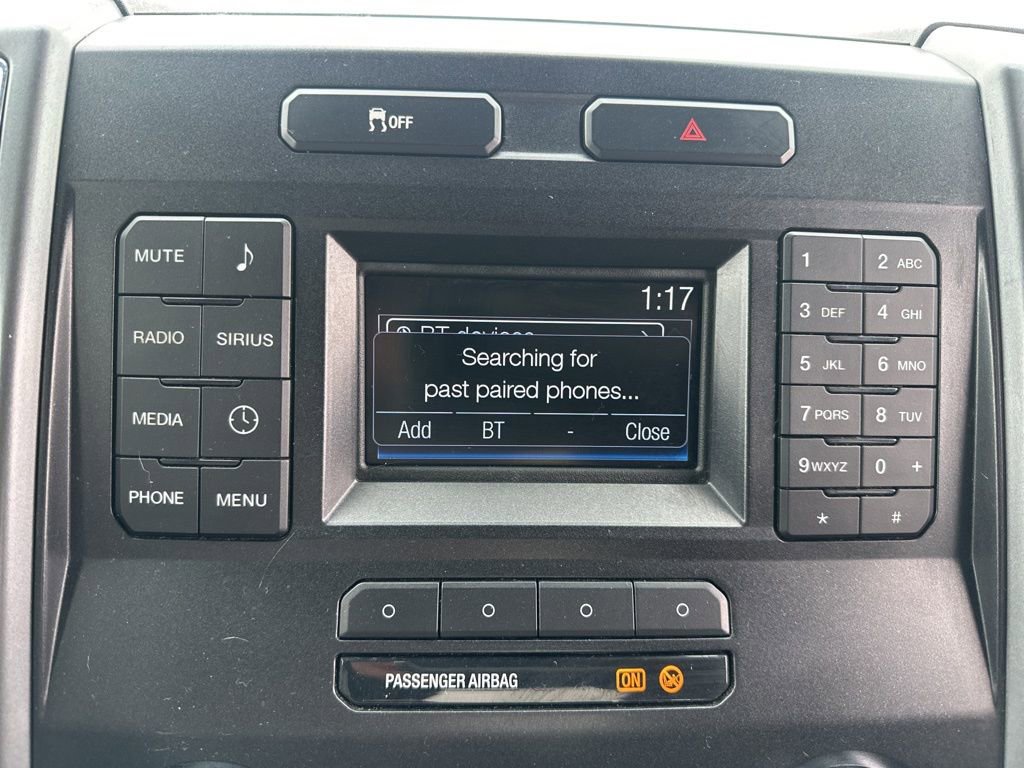 OFF
MUTE
RADIO SIRIUS
MEDIA
PHONE MENU
1:17
BT devices
Searching for
past paired phones...
Add BT - Close
1 2 ABC
3 DEF 4 GHI
5 JKL 6 MNO
7 PQRS 8 TUV
9 WXYZ 0 +
* #
PASSENGER AIRBAG ON